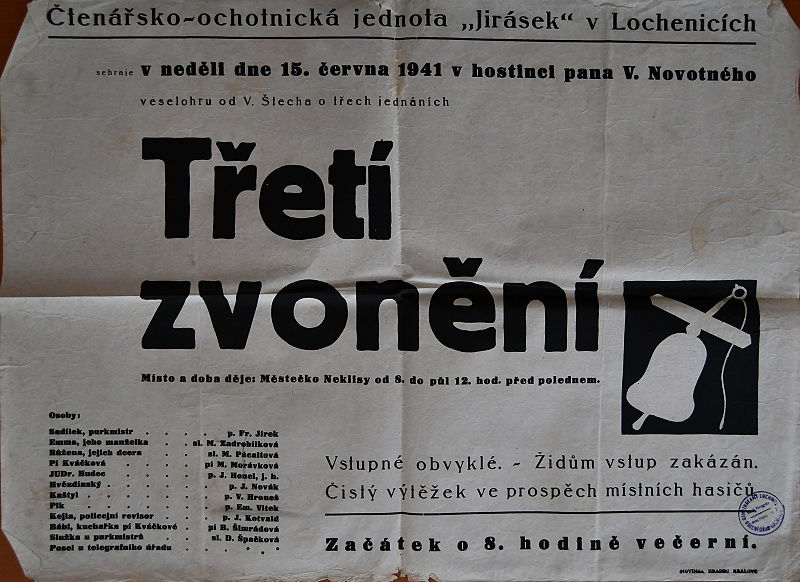 Čtenářsko-ochotnická jednota „Jirásek“ v Lochenicích
sehraje v neděli dne 15. června 1941 v hostinci pana V. Novotného
veselohru od V. Štecha o třech jednáních
Třetí
zvonění
Místo a doba děje: Městečko Neklisy od 8. do půl 12. hod. před polednem.
Osoby:
Sadílek, purkmistr . . . . p. Fr. Jirek
Emma, jeho manželka . . . sl. M. Zadrobílková
Růžena, jejich dcera . . . . sl. M. Pácaltová
Pí Kváčková . . . . . pí M. Morávková
JUDr. Hudec . . . . . p. J. Honel, j. h.
Hvězdínský . . . . . . p. J. Novák
Kaštyl . . . . . . p. V. Hroneš
Pik . . . . . . . p. Em. Vítek
Kejla, policejní revisor . . . p. J. Kotvald
Bábi, kuchařka pí Kváčkové . pí B. Šimrádová
Služka u purkmistrů . . . sl. D. Špačková
Posel u telegrafního úřadu . . . . .
Vstupné obvyklé. - Židům vstup zakázán.
Čistý výtěžek ve prospěch místních hasičů.
Začátek o 8. hodině večerní.
HRADEC KRÁLOVÉ